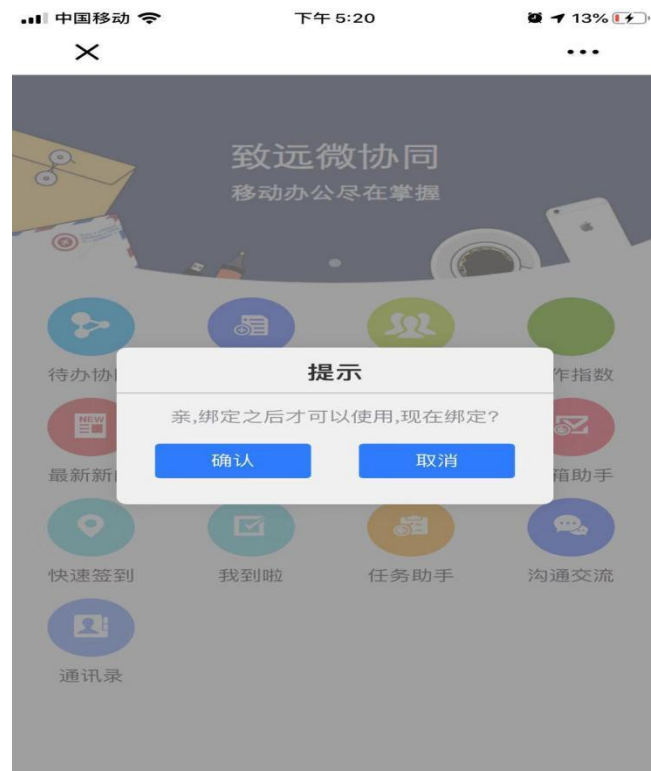 中国移动
下午 5:20
13%
致远微协同
移动办公尽在掌握
待办协
作指数
提示
亲,绑定之后才可以使用,现在绑定?
确认
取消
NEW
最新新
箱助手
快速签到
我到啦
任务助手
沟通交流
通讯录